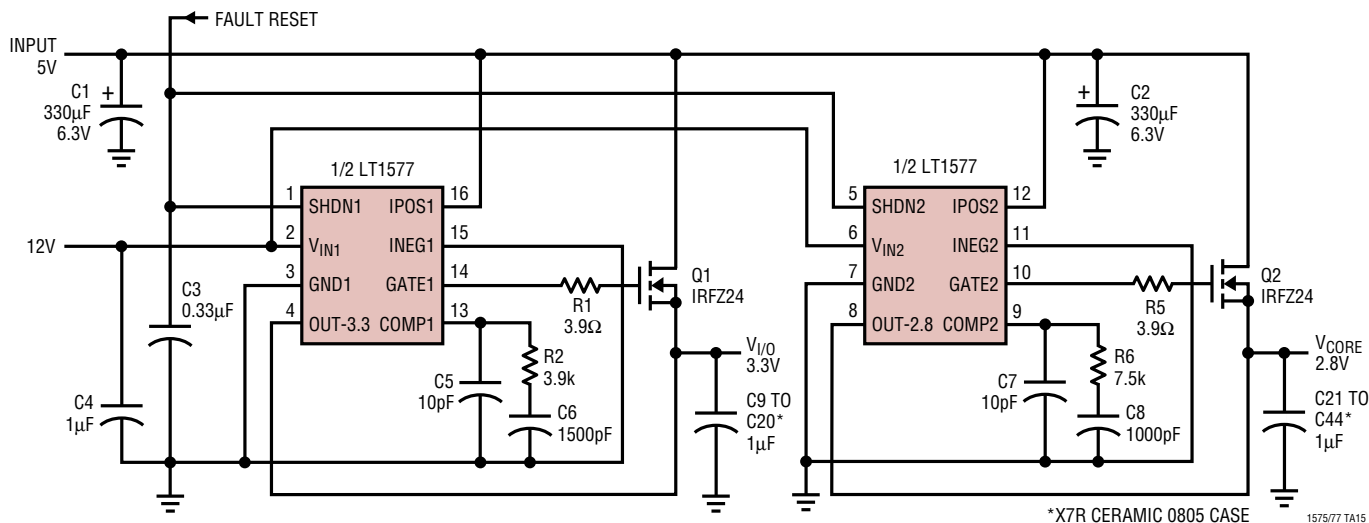 FAULT RESET
INPUT
5V
C1
+
330µF
6.3V
+
C2
330µF
6.3V
1/2 LT1577
1 SHDN1 IPOS1 16
12V
2 VIN1 INEG1 15
3 GND1 GATE1 14
4 OUT-3.3 COMP1 13
C3
0.33µF
C4
1µF
R1
3.9Ω
Q1
IRFZ24
R2
3.9k
C5
10pF
C6
1500pF
VI/O
3.3V
C9 TO
C20*
1µF
1/2 LT1577
5 SHDN2 IPOS2 12
6 VIN2 INEG2 11
7 GND2 GATE2 10
8 OUT-2.8 COMP2 9
R5
3.9Ω
Q2
IRFZ24
R6
7.5k
C7
10pF
C8
1000pF
VCORE
2.8V
C21 TO
C44*
1µF
*X7R CERAMIC 0805 CASE
1575/77 TA15